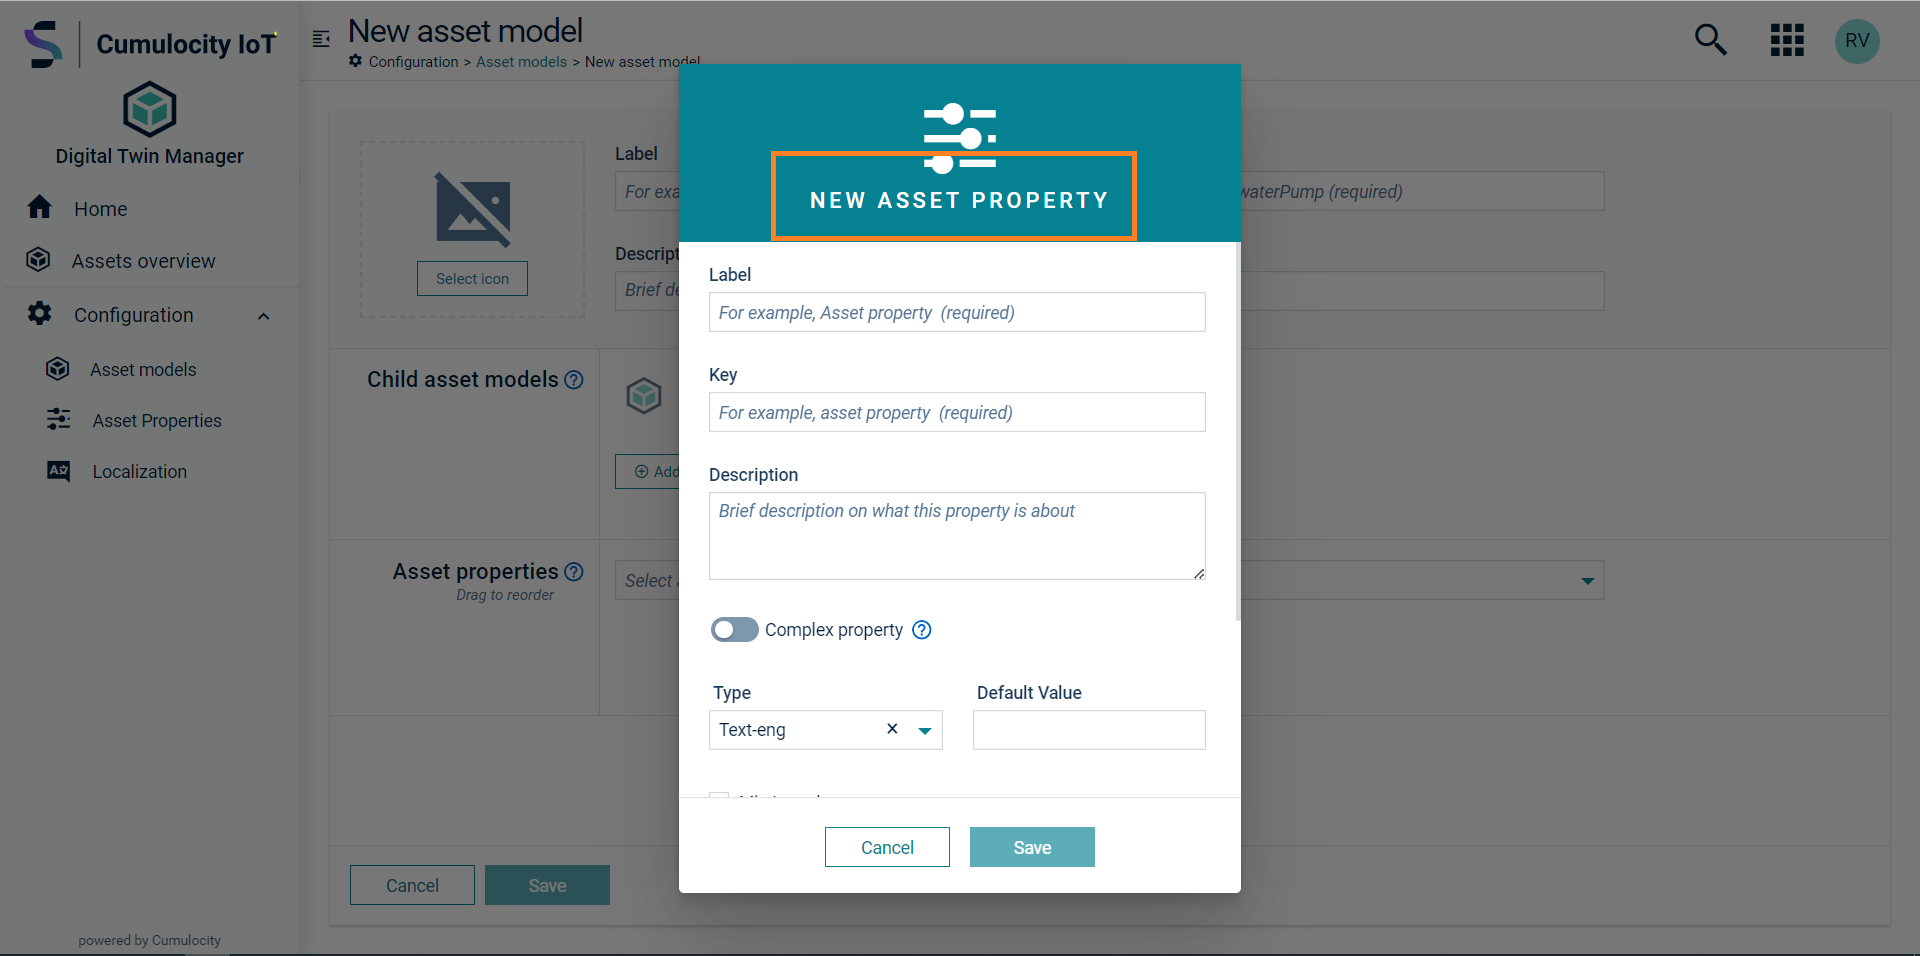 Cumulocity IoT
Digital Twin Manager
Home
Assets overview
Configuration
Asset models
Asset Properties
Localization
powered by Cumulocity
New asset model
Configuration > Asset models > New asset model
RV
Select icon
Label
For exa
waterPump (required)
Descript
Brief de
Child asset models
Add
Asset properties
Drag to reorder
Select
Cancel
Save
NEW ASSET PROPERTY
Label
For example, Asset property (required)
Key
For example, asset property (required)
Description
Brief description on what this property is about
Complex property
Type
Default Value
Text-eng
Cancel
Save